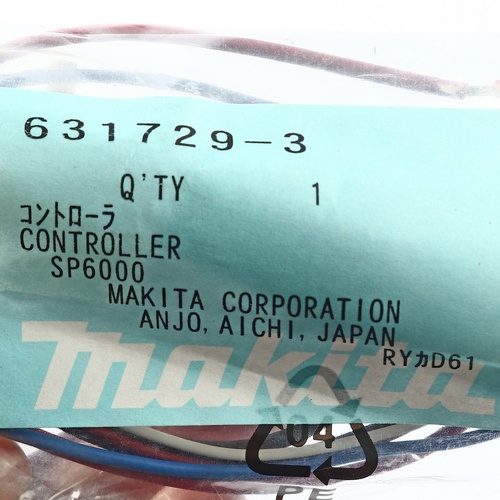 631729-3
Q'TY 1
コントローラ
CONTROLLER
SP6000
MAKITA CORPORATION
ANJO, AICHI, JAPAN
RYカD61
makita
04
PE